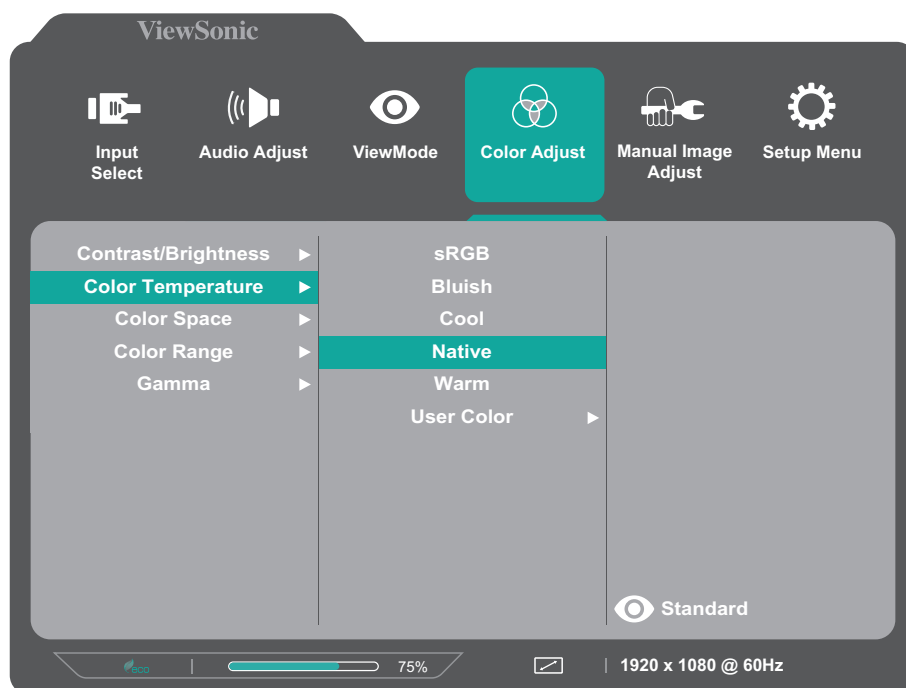 ViewSonic
Input
Select
Audio Adjust
ViewMode
Color Adjust
Manual Image
Adjust
Setup Menu
Contrast/Brightness
Color Temperature
Color Space
Color Range
Gamma
sRGB
Bluish
Cool
Native
Warm
User Color
Standard
eco
75%
1920 x 1080 @ 60Hz